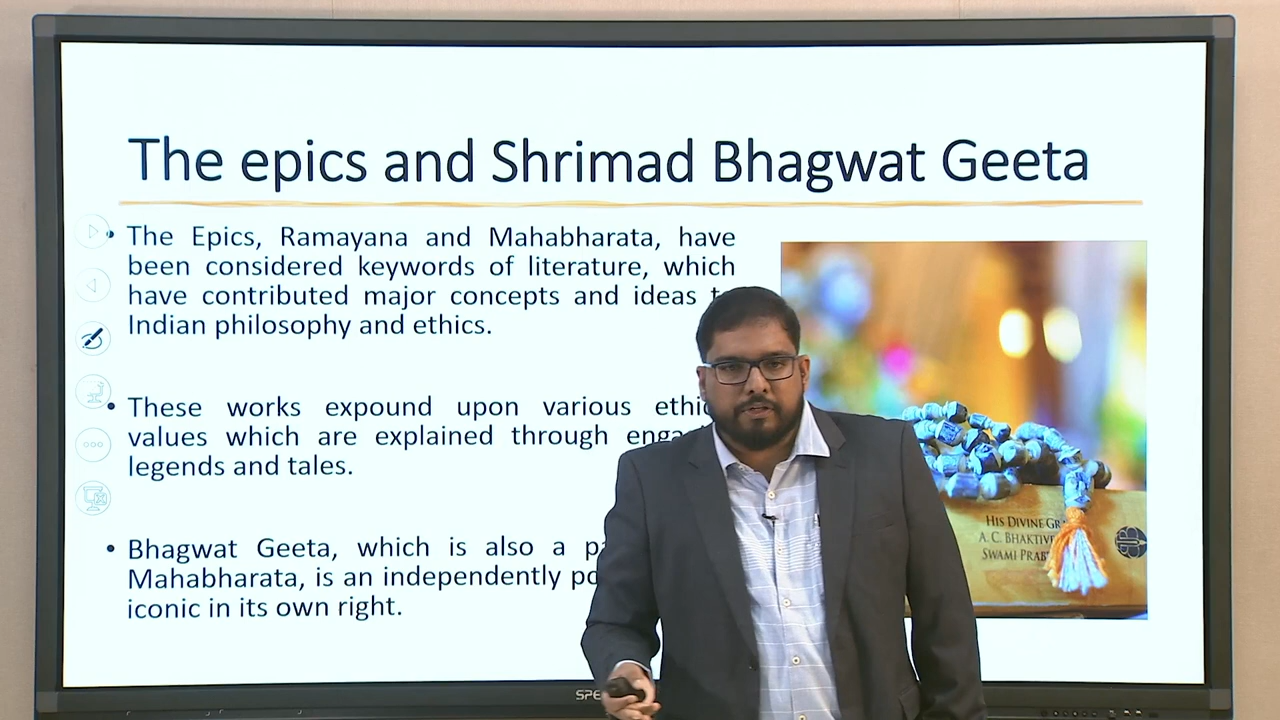 The epics and Shrimad Bhagwat Geeta
• The Epics, Ramayana and Mahabharata, have
been considered keywords of literature, which
have contributed major concepts and ideas
Indian philosophy and ethics.
• These works expound upon various
values which are explained through
legends and tales.
• Bhagwat Geeta, which is also a
Mahabharata, is an independently
iconic in its own right.
HIS DIVINE
A. C.
SWAMI